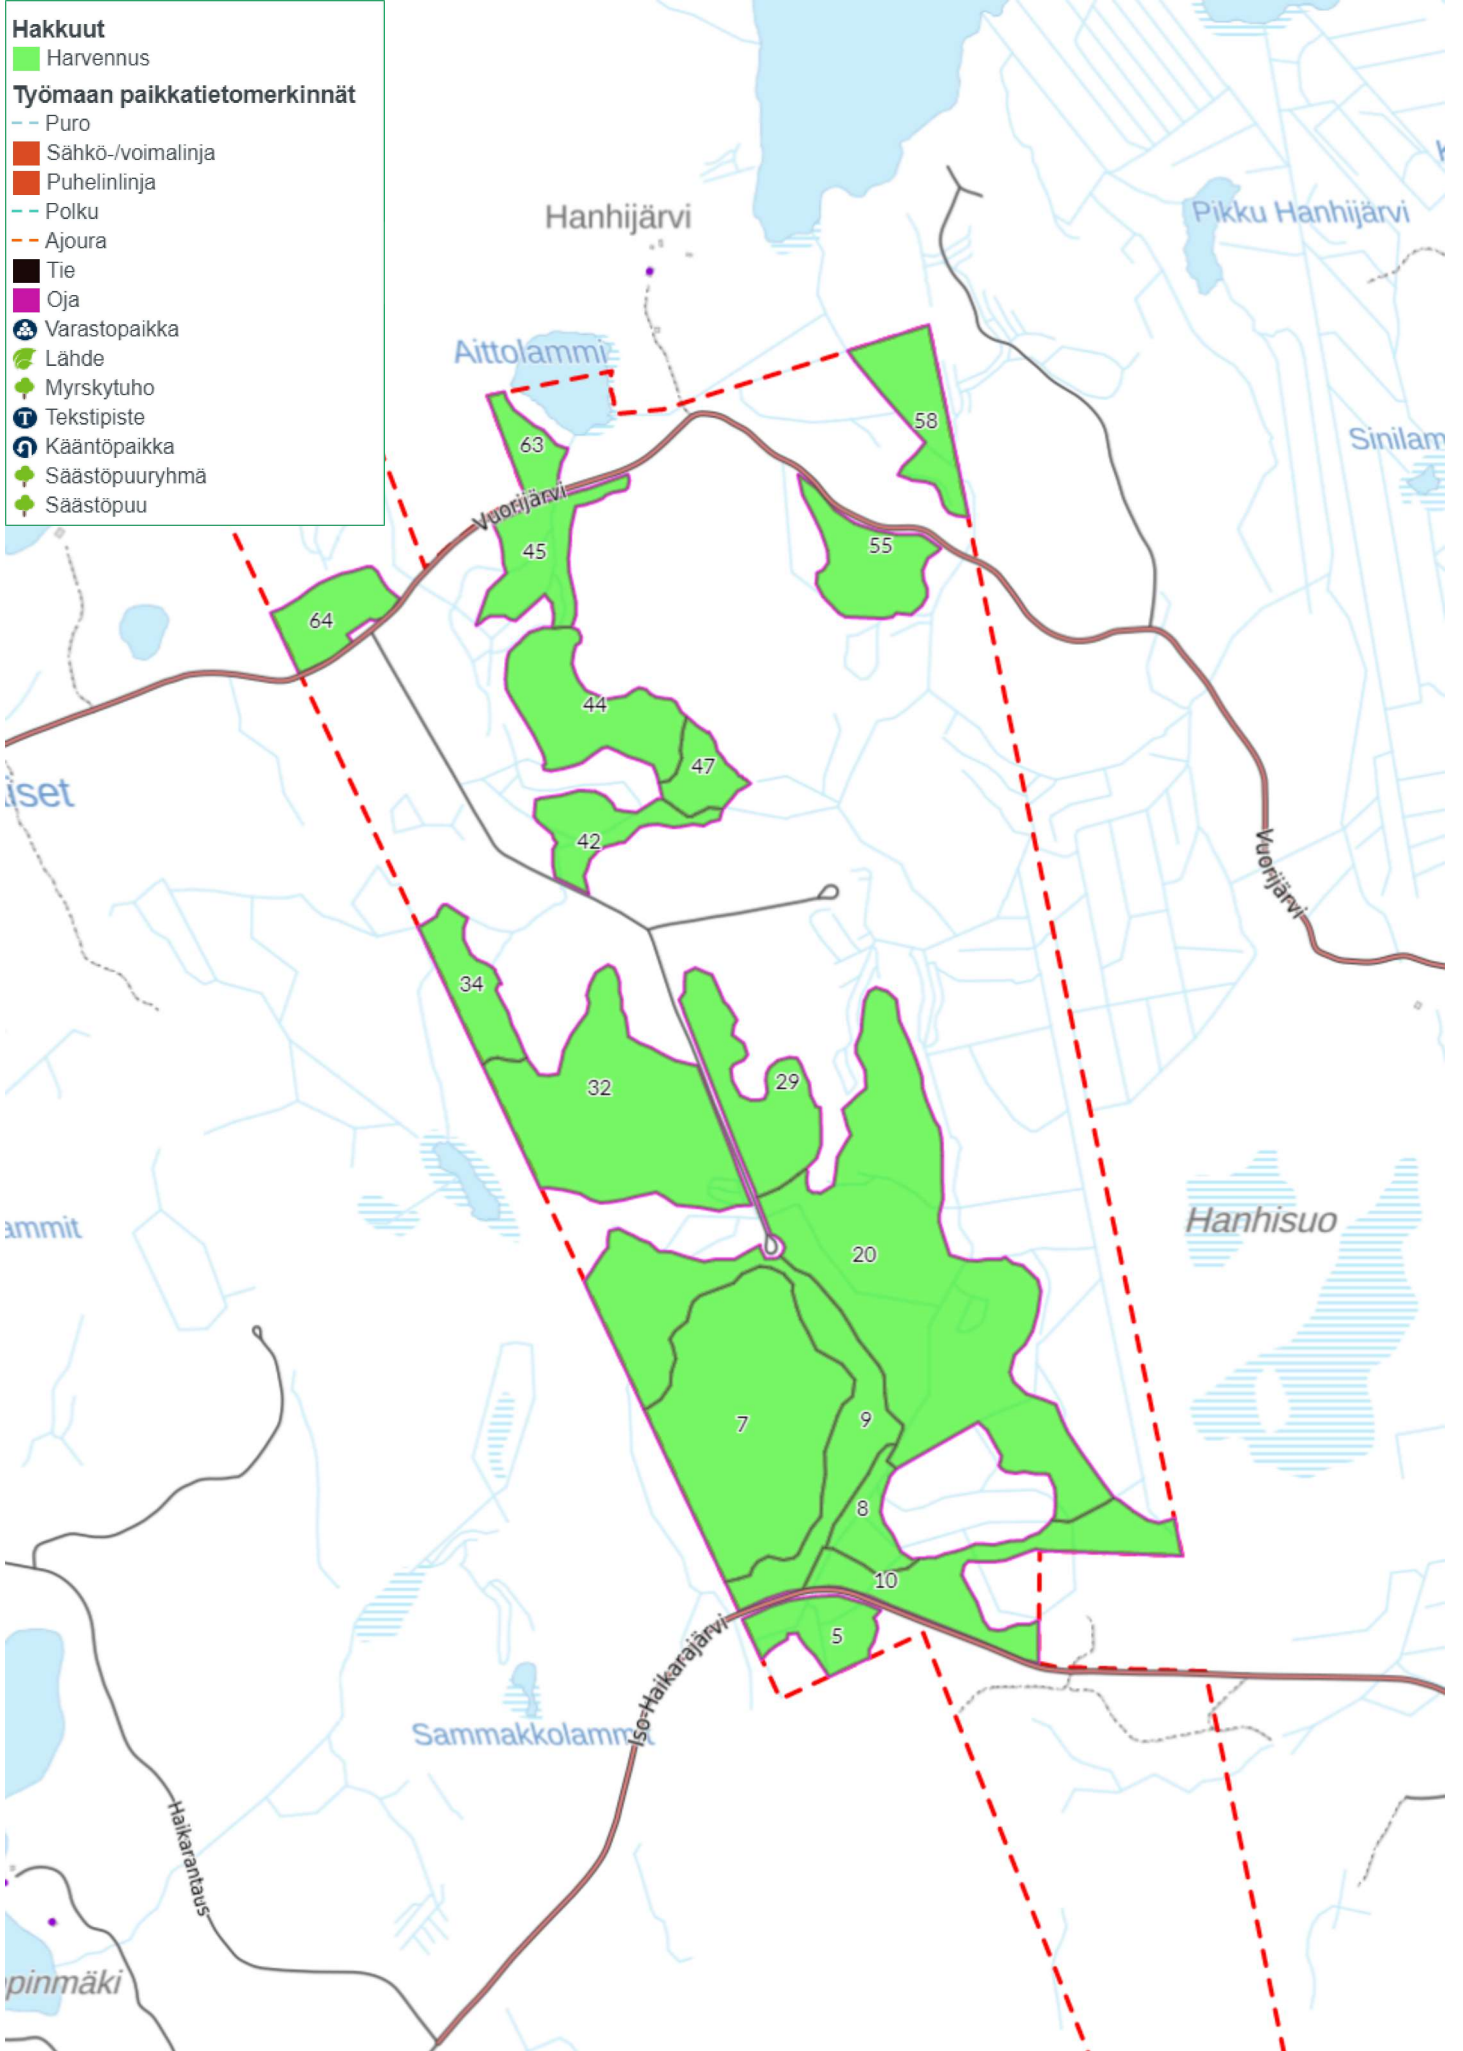 Hakkuut
Harvennus
Työmaan paikkatietomerkinnät
Puro
Sähkö-/voimalinja
Puhelinlinja
Polku
Ajoura
Tie
Oja
Varastopaikka
Lähde
Myrskytuho
T Tekstipiste
Kääntöpaikka
Säästöpuuryhmä
Säästöpuu
Hanhijärvi
Pikku Hanhijärvi
Aittolammi
58
Sinilam
63
Vuorijärvi
45
55
64
44
47
iset
42
Vuorijärvi
34
32
29
Hanhisuo
ammit
20
7
9
8
10
5
Iso-Haikarajärvi
Sammakkolammit
Haikarantaus
pinmäki